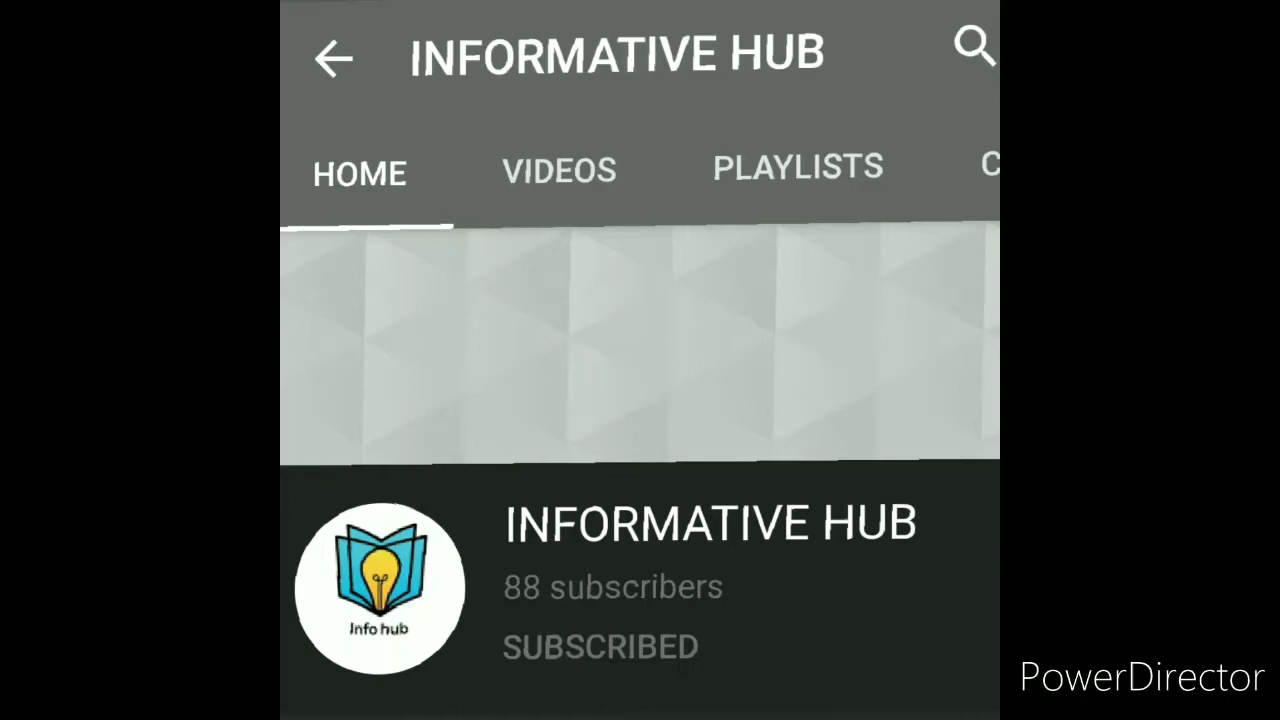 INFORMATIVE HUB
HOME VIDEOS PLAYLISTS C
INFORMATIVE HUB
88 subscribers
SUBSCRIBED
Info hub
PowerDirector